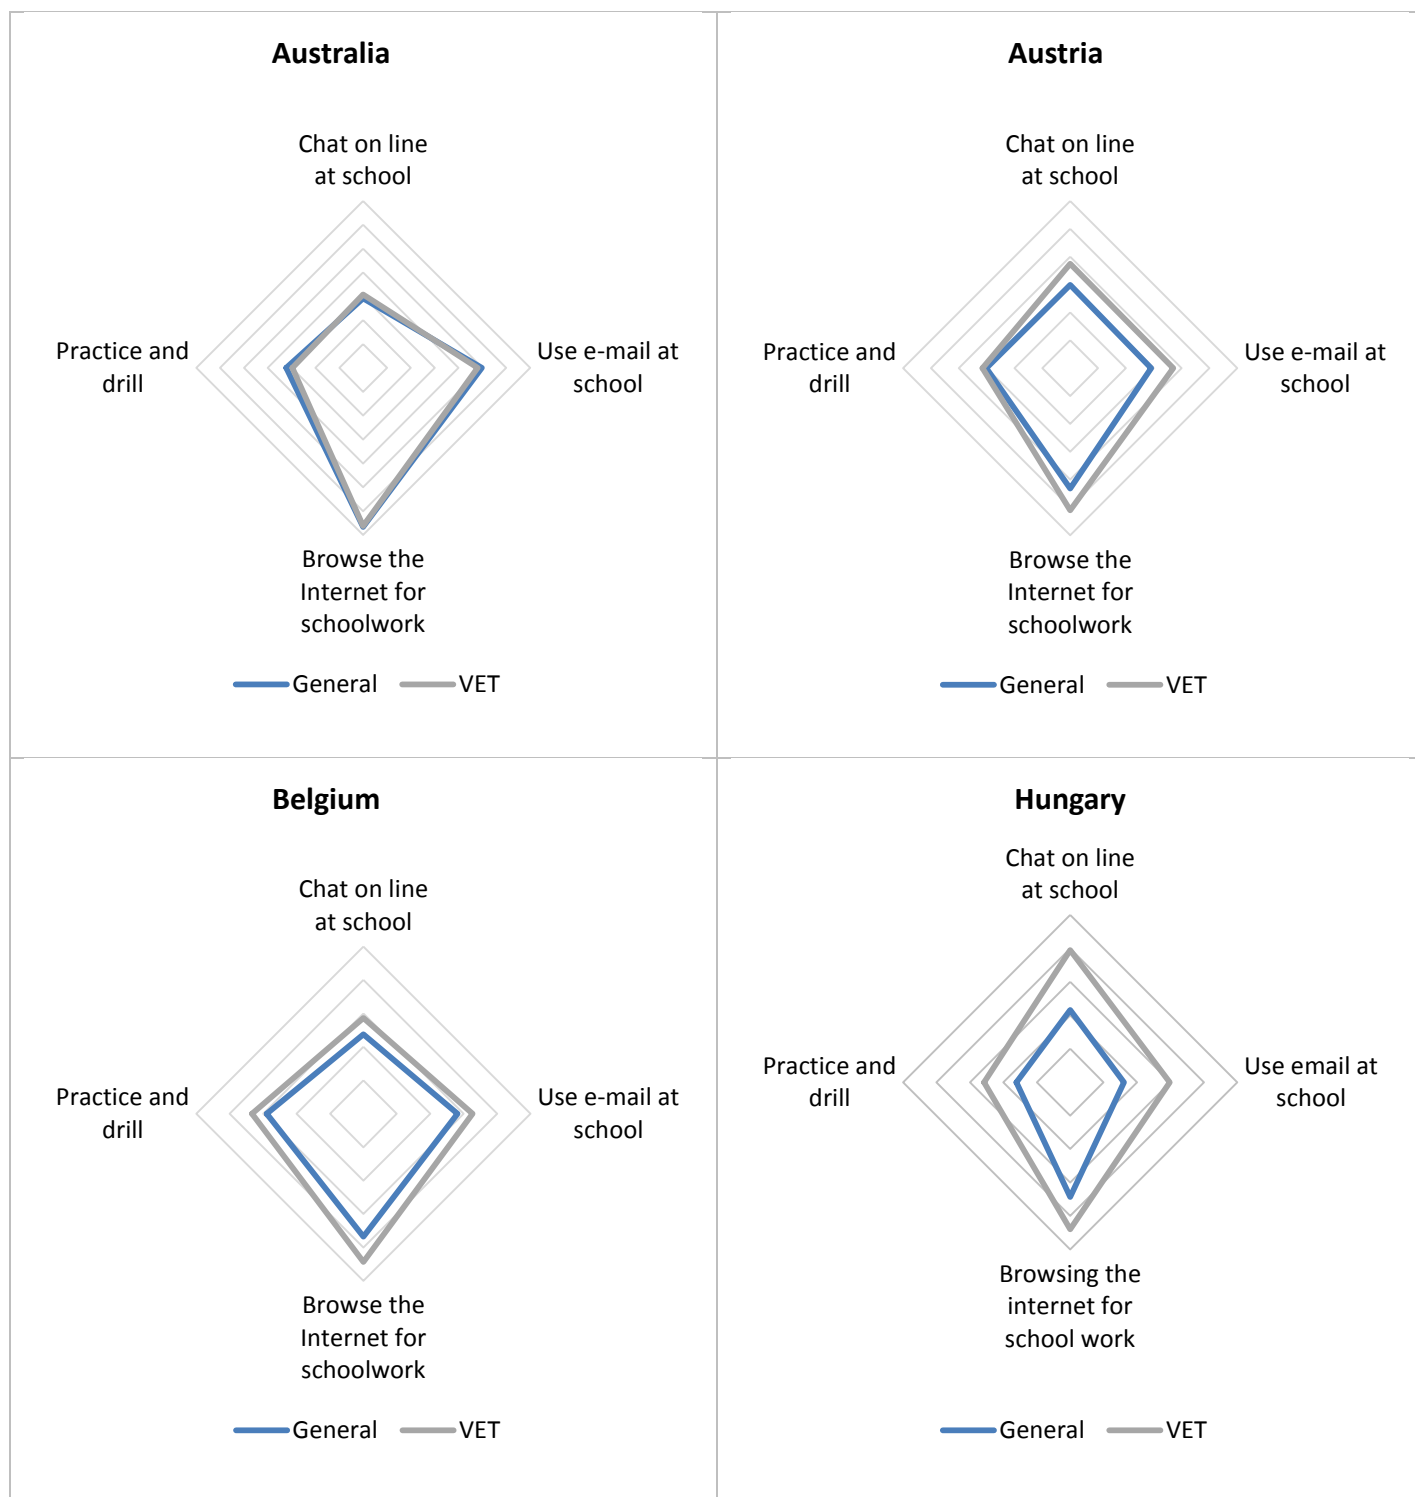 Australia
Chat on line
at school
Practice and
drill
Use e-mail at
school
Browse the
Internet for
schoolwork
General VET
Austria
Chat on line
at school
Practice and
drill
Use e-mail at
school
Browse the
Internet for
schoolwork
General VET
Belgium
Chat on line
at school
Practice and
drill
Use e-mail at
school
Browse the
Internet for
schoolwork
General VET
Hungary
Chat on line
at school
Practice and
drill
Use email at
school
Browsing the
internet for
school work
General VET